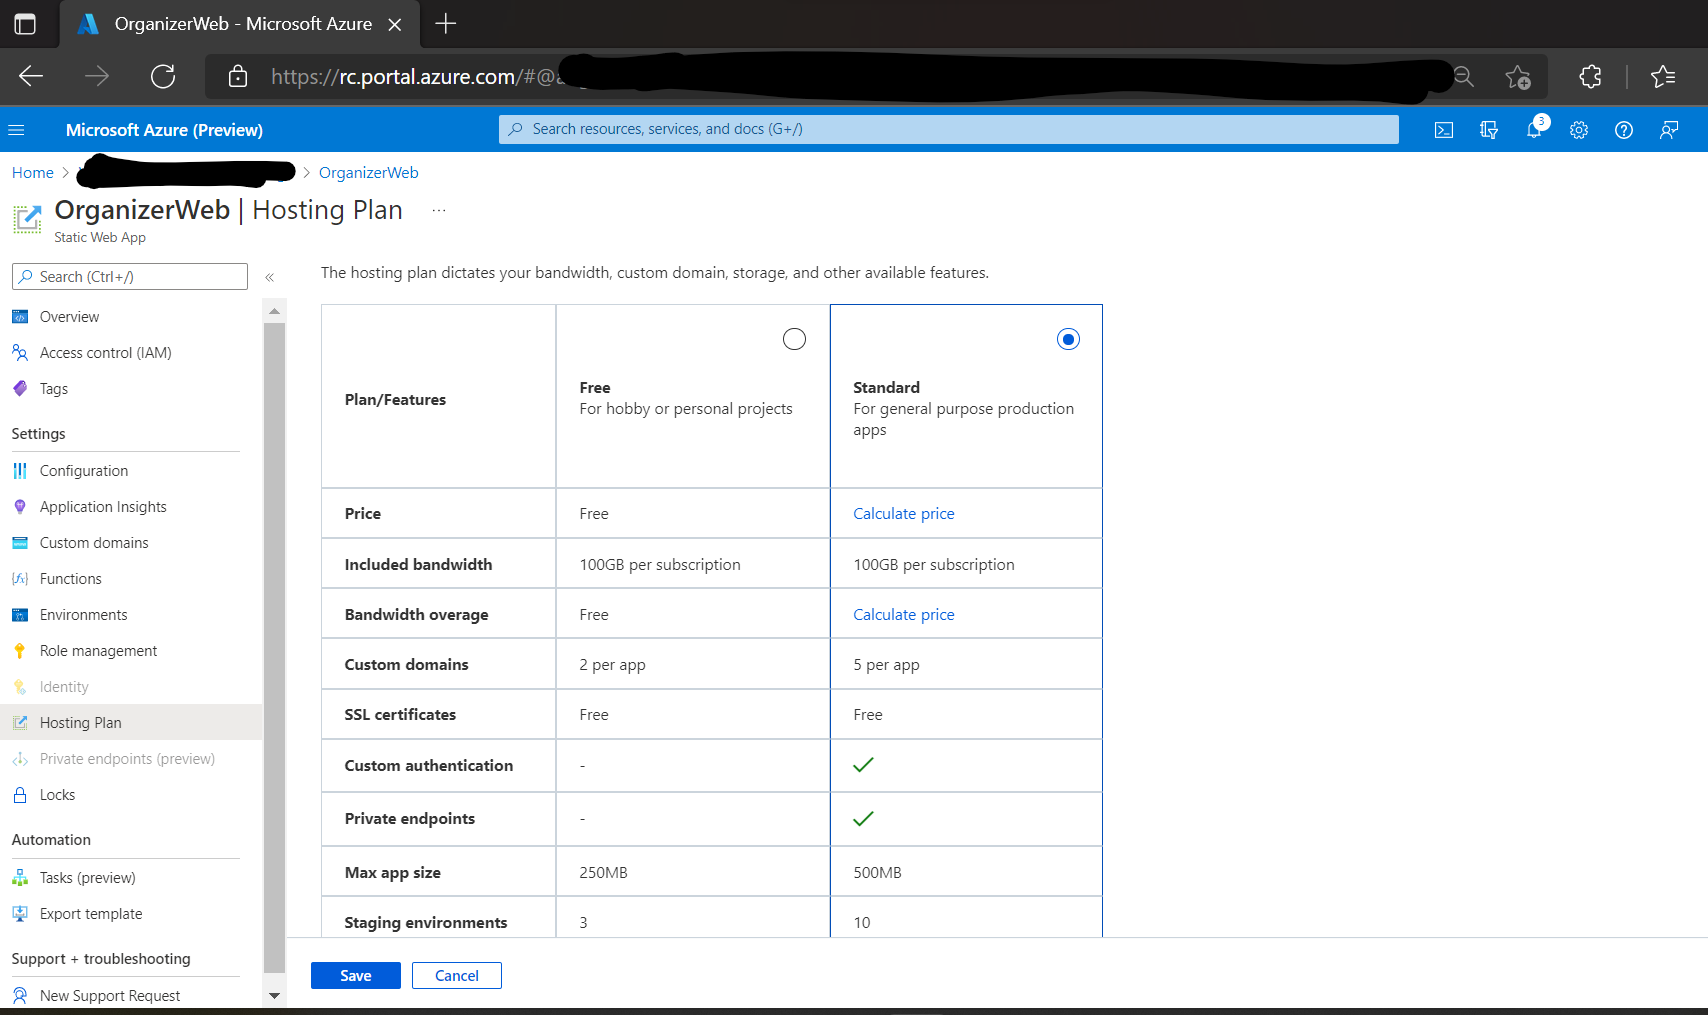 OrganizerWeb - Microsoft Azure
https://rc.portal.azure.com/#@
Microsoft Azure (Preview)
Search resources, services, and docs (G+/)
3
Home > > OrganizerWeb
OrganizerWeb | Hosting Plan ...
Static Web App
Search (Ctrl+/)
«
Overview
Access control (IAM)
Tags
Settings
Configuration
Application Insights
Custom domains
Functions
Environments
Role management
Identity
Hosting Plan
Private endpoints (preview)
Locks
Automation
Tasks (preview)
Export template
Support + troubleshooting
New Support Request
The hosting plan dictates your bandwidth, custom domain, storage, and other available features.
Plan/Features
Free
For hobby or personal projects
Standard
For general purpose production
apps
Price Free Calculate price
Included bandwidth 100GB per subscription 100GB per subscription
Bandwidth overage Free Calculate price
Custom domains 2 per app 5 per app
SSL certificates Free Free
Custom authentication -
Private endpoints -
Max app size 250MB 500MB
Staging environments 3 10
Save Cancel